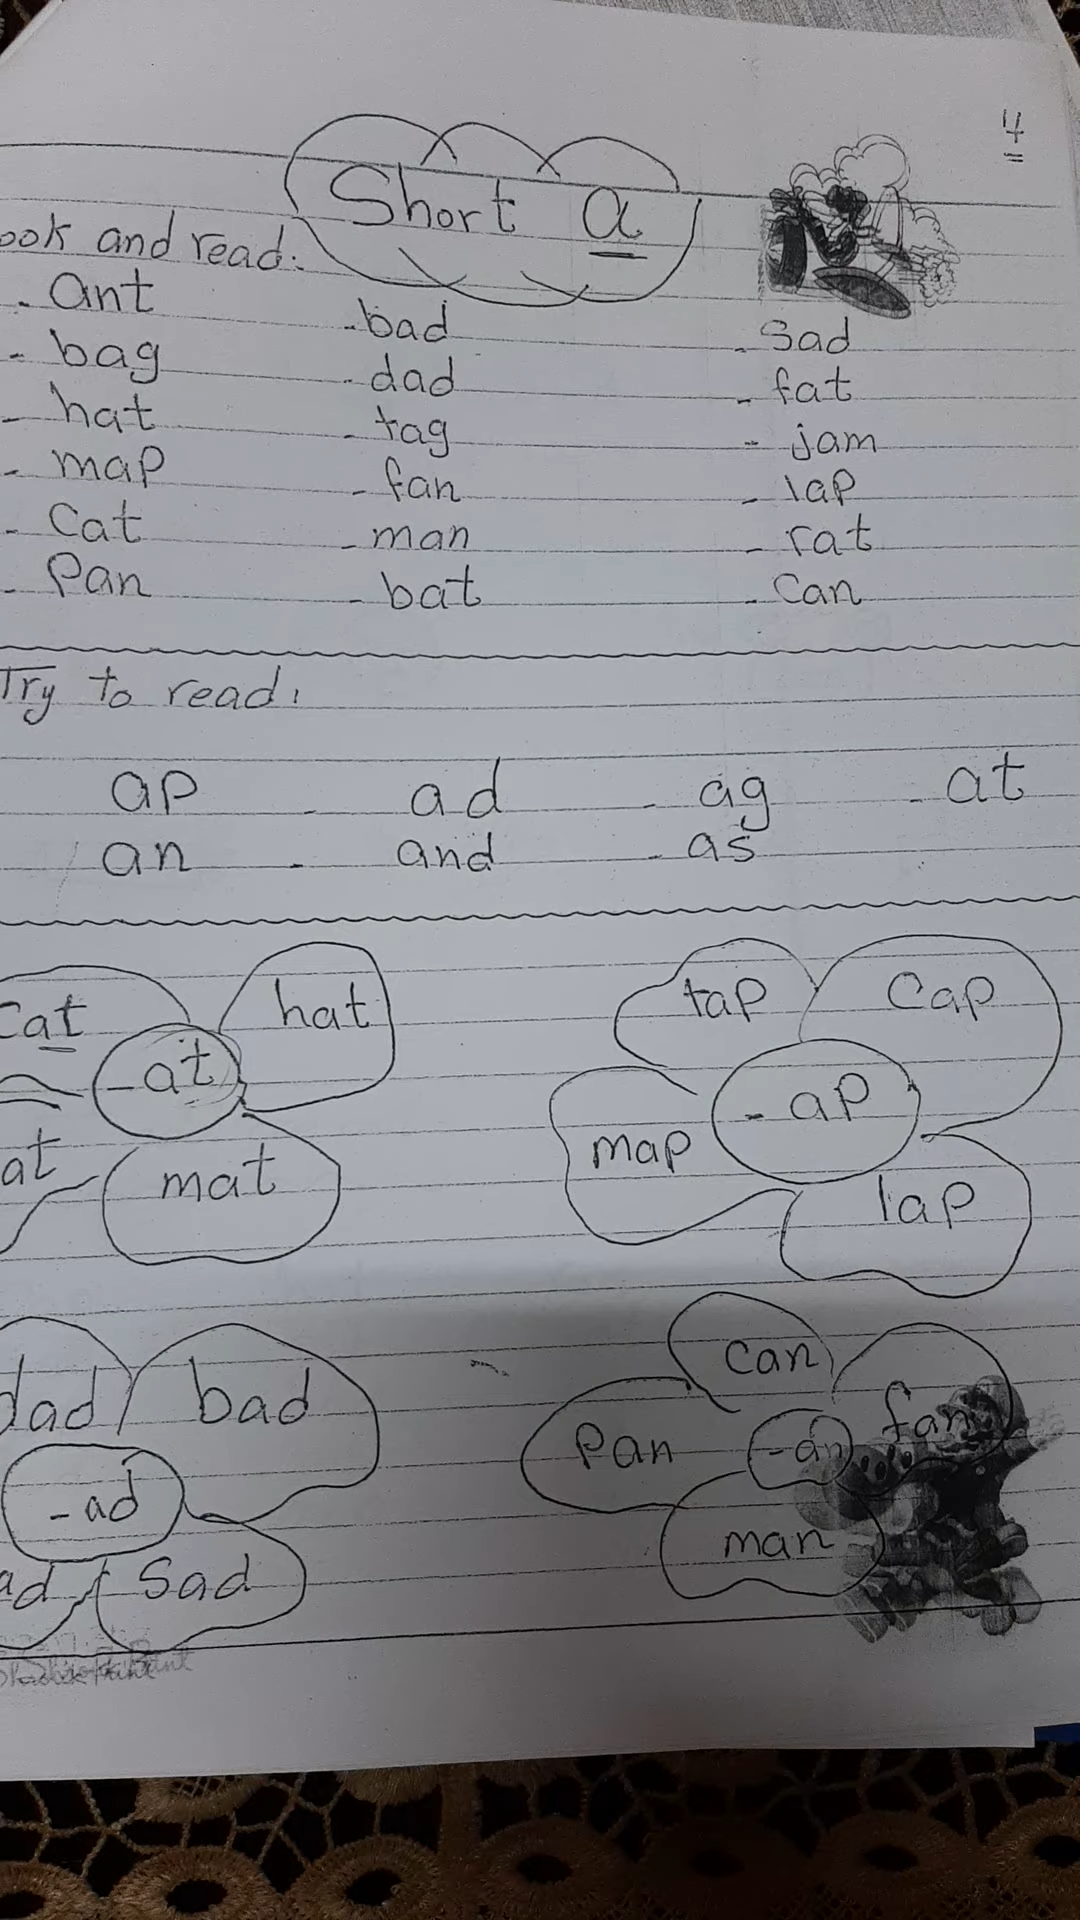 4
Short a
ook and read:
- ant - bad - sad
- bag - dad - fat
- hat - tag - jam
- map - fan - lap
- Cat - man - rat
- Pan - bat - Can
Try to read:
ap - ad - ag - at
an - and - as
Cat hat tap Cap
-at -ap
at mat map lap
dad bad can fan
-ad Pan -an
ad Sad man